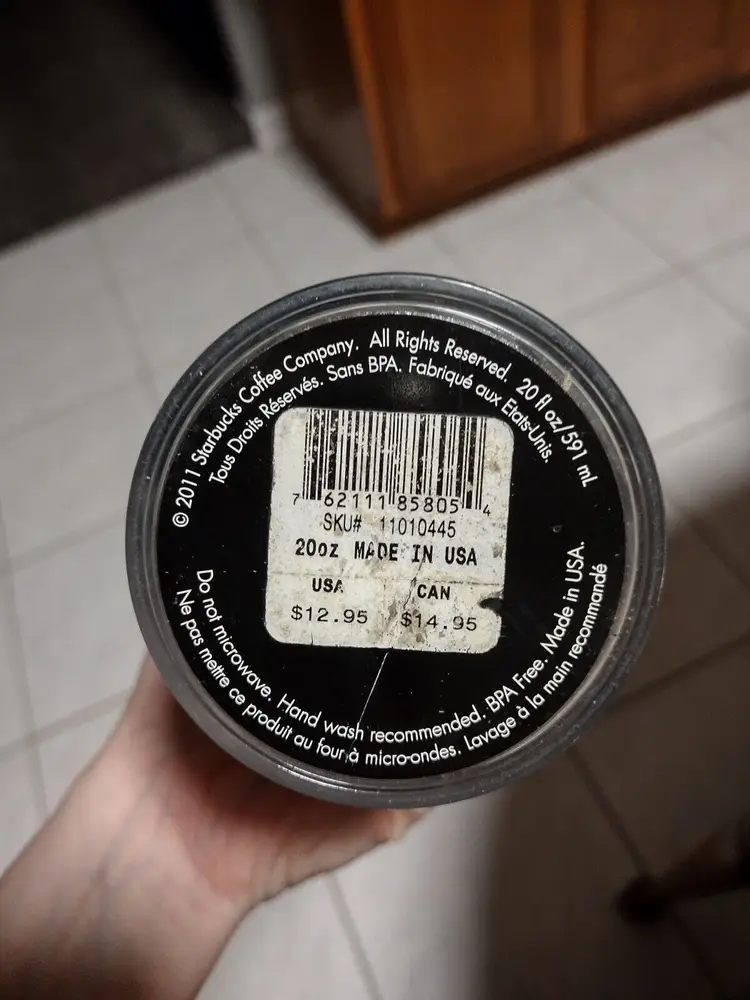 © 2011 Starbucks Coffee Company. All Rights Reserved. 20 fl oz/591 mL
Tous Droits Réservés. Sans BPA. Fabriqué aux Etats-Unis.
7 62111 85805 4
SKU# 11010445
20oz MADE IN USA
USA CAN
$12.95 $14.95
Do not microwave. Hand wash recommended. BPA Free. Made in USA.
Ne pas mettre ce produit au four à micro-ondes. Lavage à la main recommandé